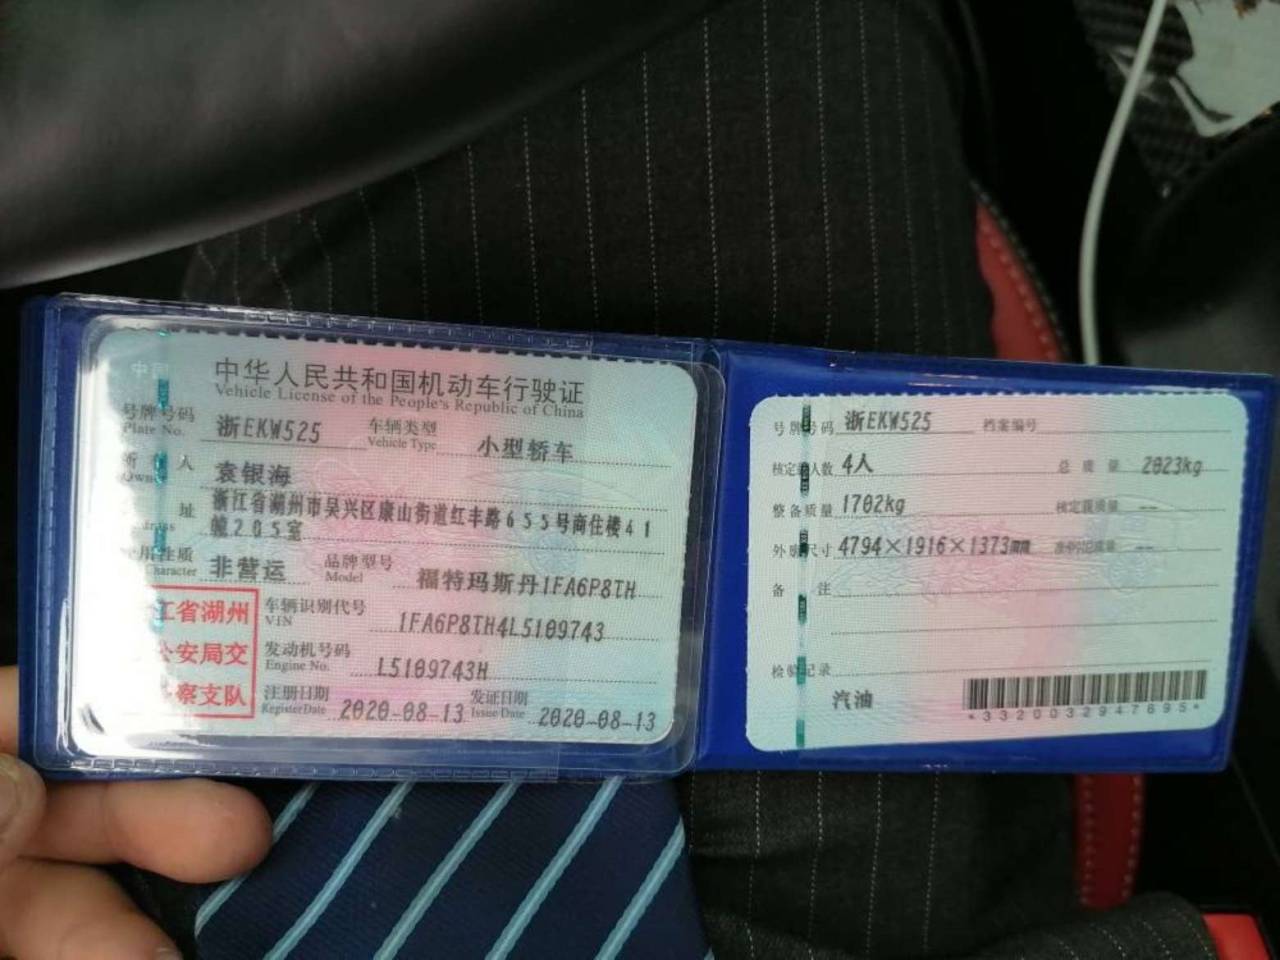 中华人民共和国机动车行驶证
Vehicle License of the People's Republic of China
号牌号码 浙EKW525 车辆类型 小型轿车
Plate No. Vehicle Type
所 人 袁银海
址 浙江省湖州市吴兴区康山街道红丰路655号商住楼41
幢205室
性质 非营运 品牌型号 福特玛斯丹1FA6P8TH
Character Model
江省湖州 车辆识别代号 1FA6P8TH4L5109743
VIN
公安局交 发动机号码 L5109743H
Engine No.
察支队 注册日期 2020-08-13 发证日期 2020-08-13
Register Date Issue Date
号牌号码 浙EKW525 档案编号
核定 人数 4人 总质量 2023kg
整备质量 1702kg 核定载质量 --
外廓尺寸 4794×1916×1373mm 准牵引总质量 --
备 注
检验记录
汽油
*3320032947695*